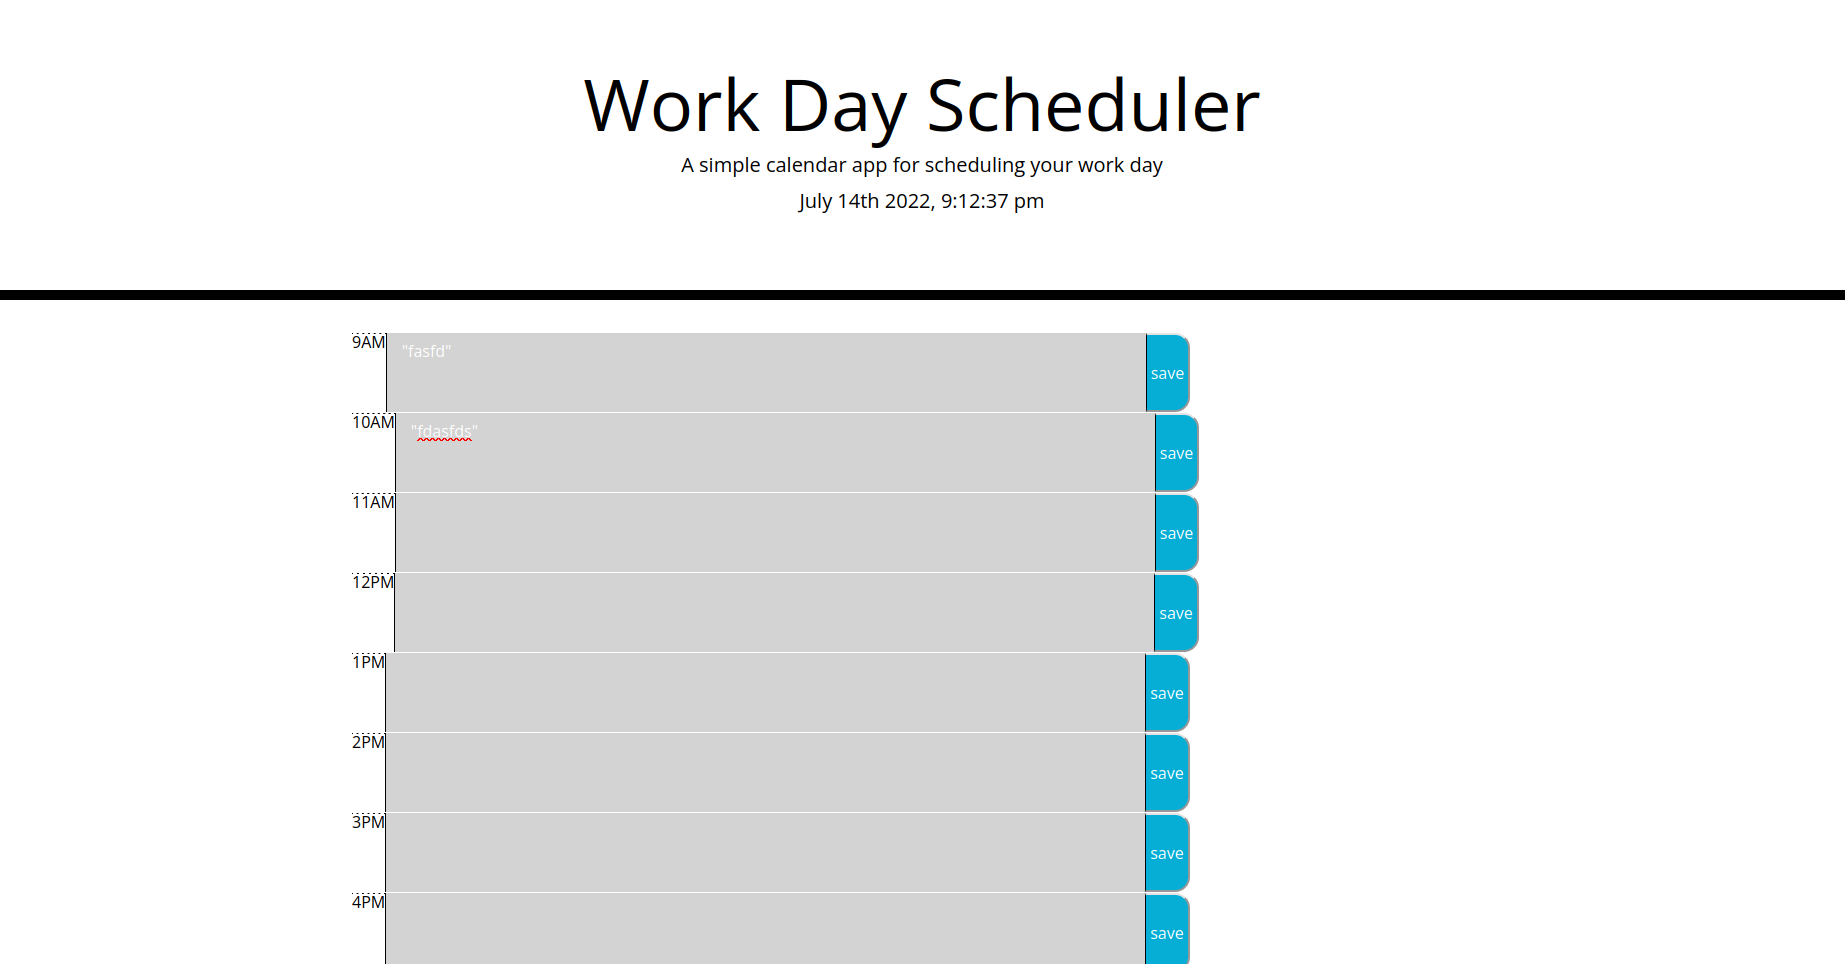 Work Day Scheduler
A simple calendar app for scheduling your work day
July 14th 2022, 9:12:37 pm
9AM "fasfd" save
10AM "fdasfds" save
11AM save
12PM save
1PM save
2PM save
3PM save
4PM save